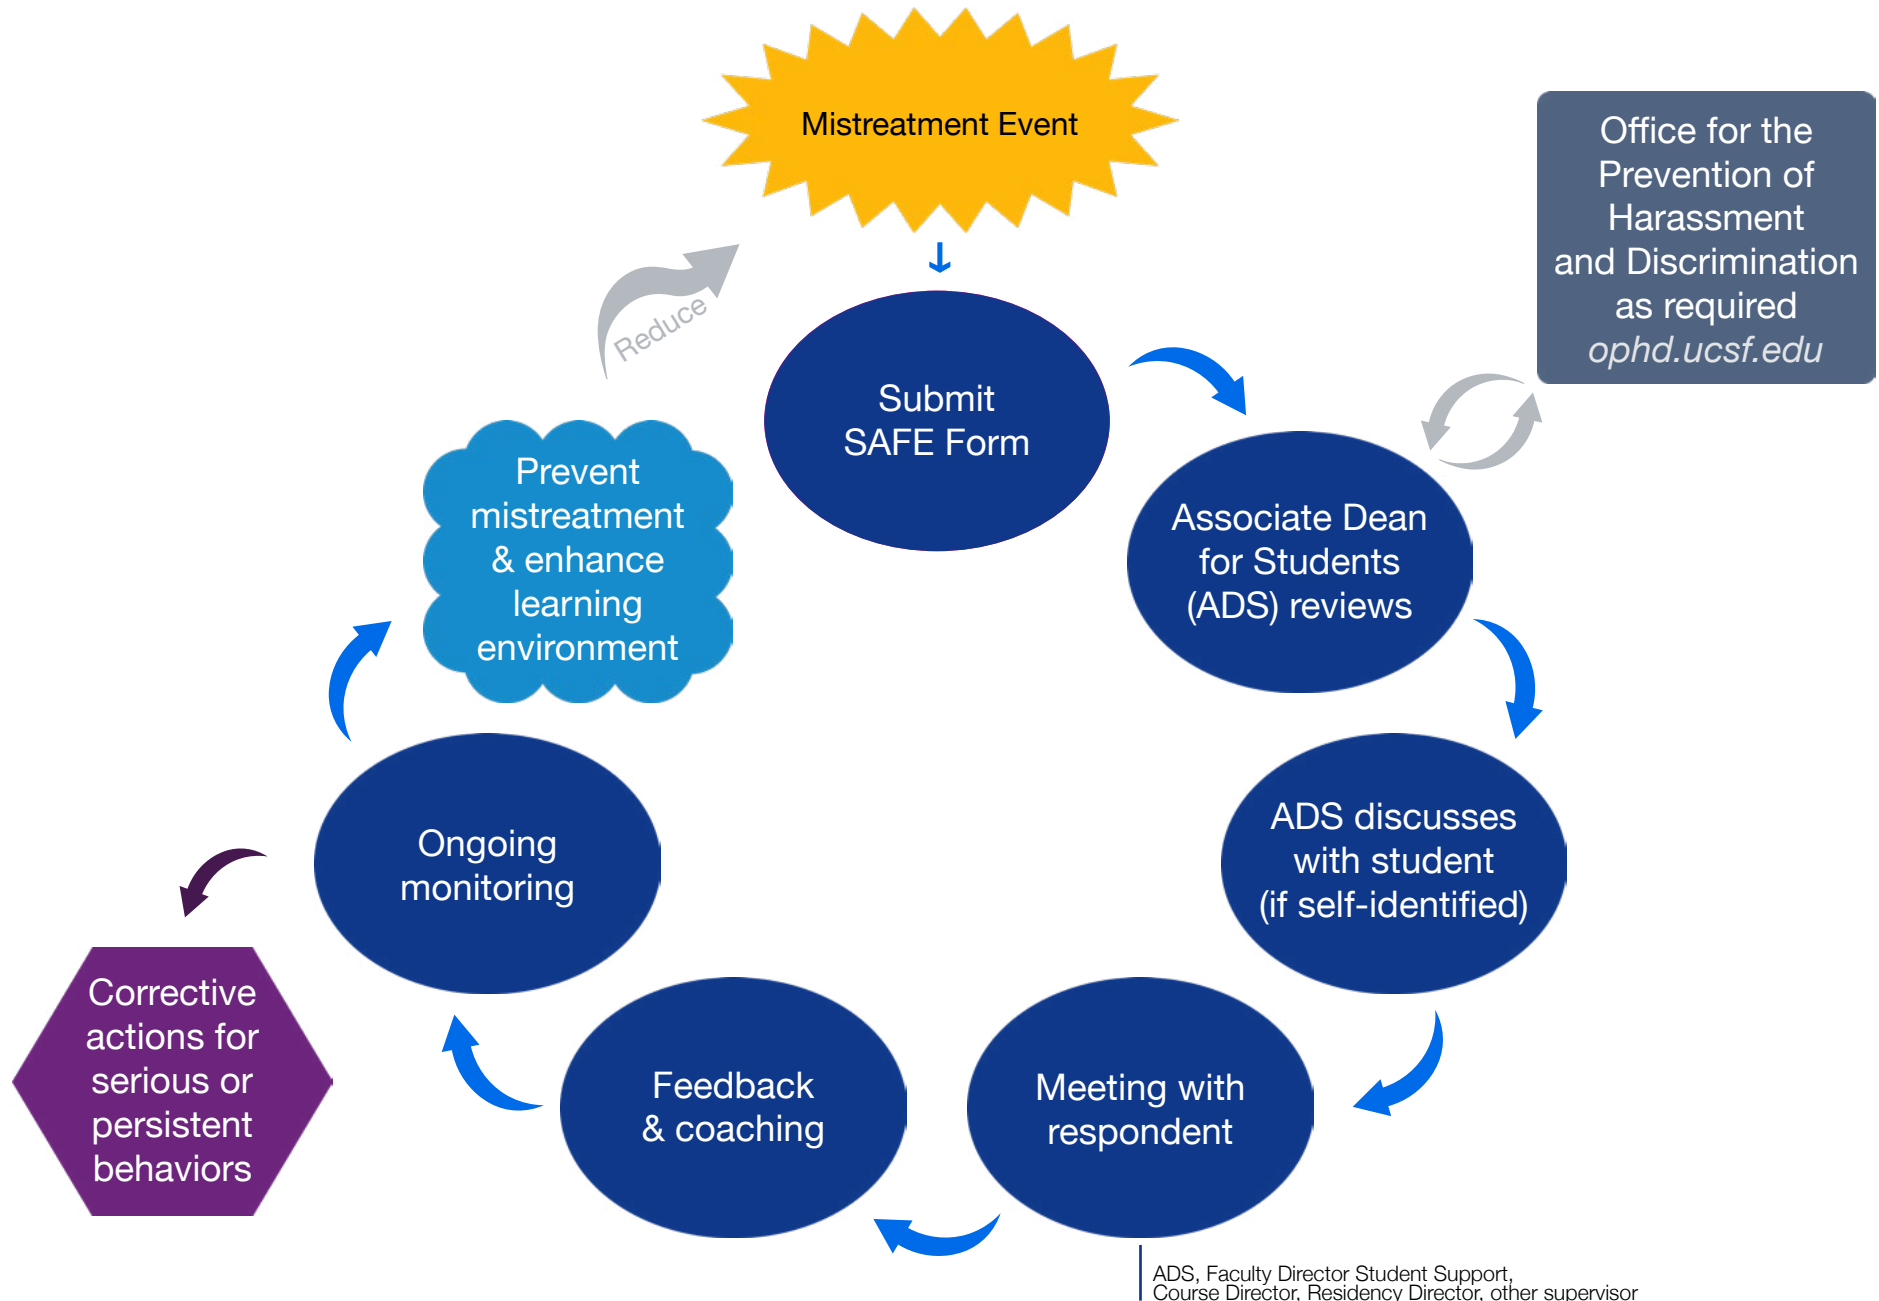 Mistreatment Event
Office for the
Prevention of
Harassment
and Discrimination
as required
ophd.ucsf.edu
Reduce
Submit
SAFE Form
Associate Dean
for Students
(ADS) reviews
ADS discusses
with student
(if self-identified)
Meeting with
respondent
ADS, Faculty Director Student Support,
Course Director, Residency Director, other supervisor
Feedback
& coaching
Ongoing
monitoring
Corrective
actions for
serious or
persistent
behaviors
Prevent
mistreatment
& enhance
learning
environment